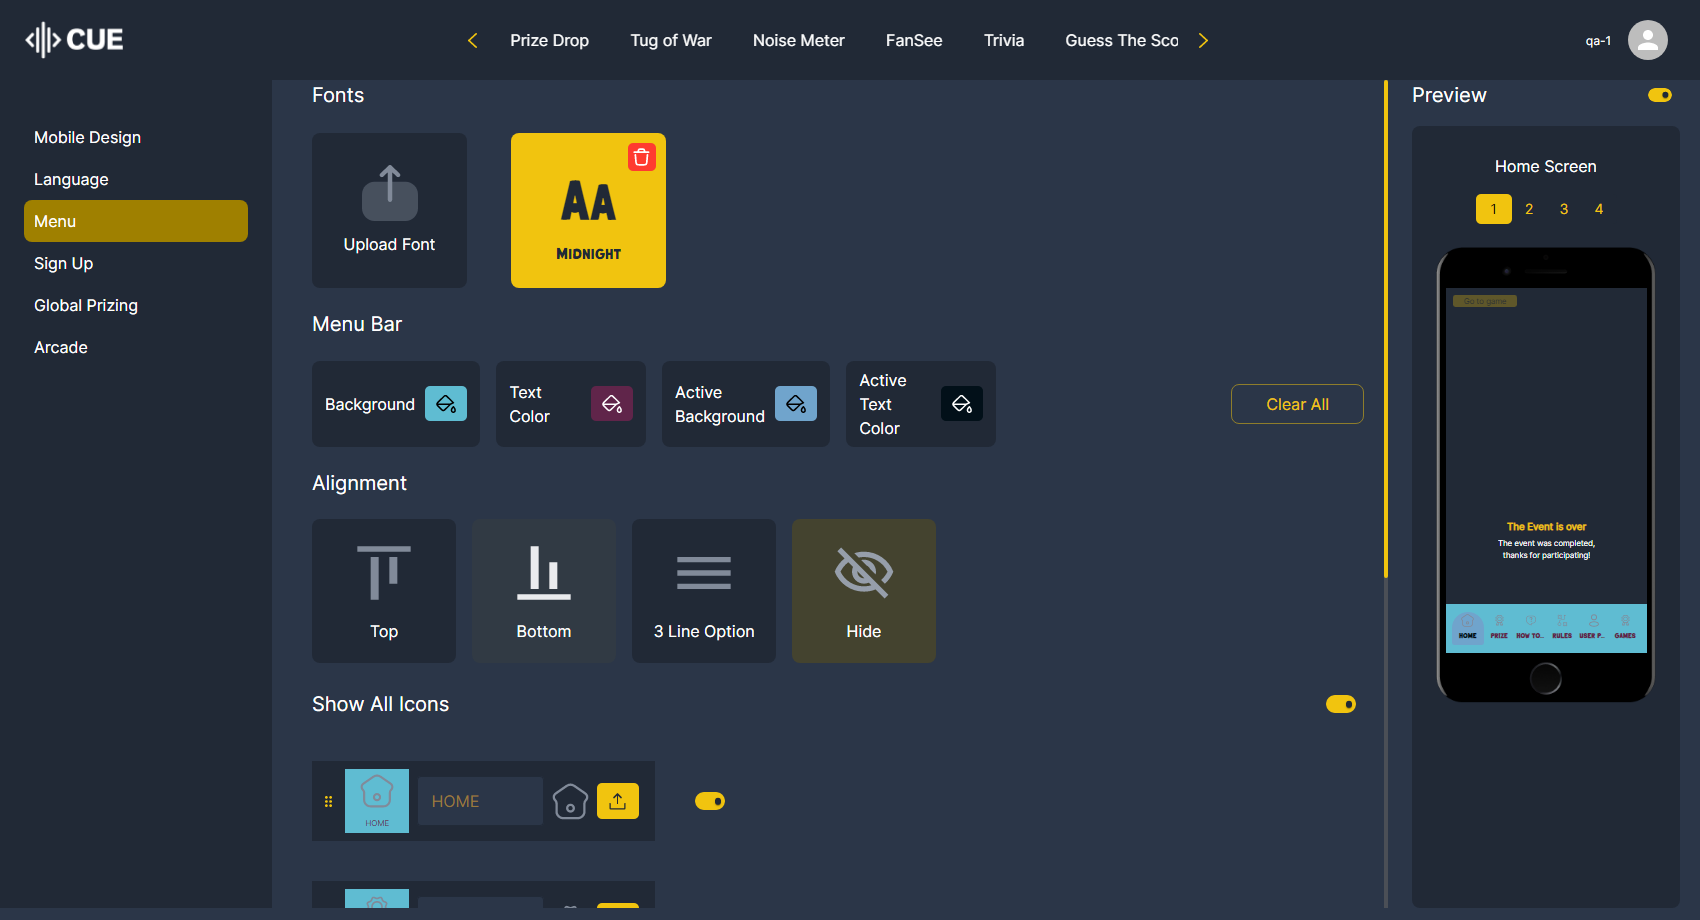 CUE
Prize Drop
Tug of War
Noise Meter
FanSee
Trivia
Guess The Sco
qa-1
Mobile Design
Language
Menu
Sign Up
Global Prizing
Arcade
Fonts
Upload Font
AA
MIDNIGHT
Menu Bar
Background
Text
Color
Active
Background
Active
Text
Color
Clear All
Alignment
Top
Bottom
3 Line Option
Hide
Show All Icons
HOME
HOME
Preview
Home Screen
1 2 3 4
Go to game
The Event is over
The event was completed,
thanks for participating!
HOME PRIZE HOW TO.. RULES USER P.. GAMES